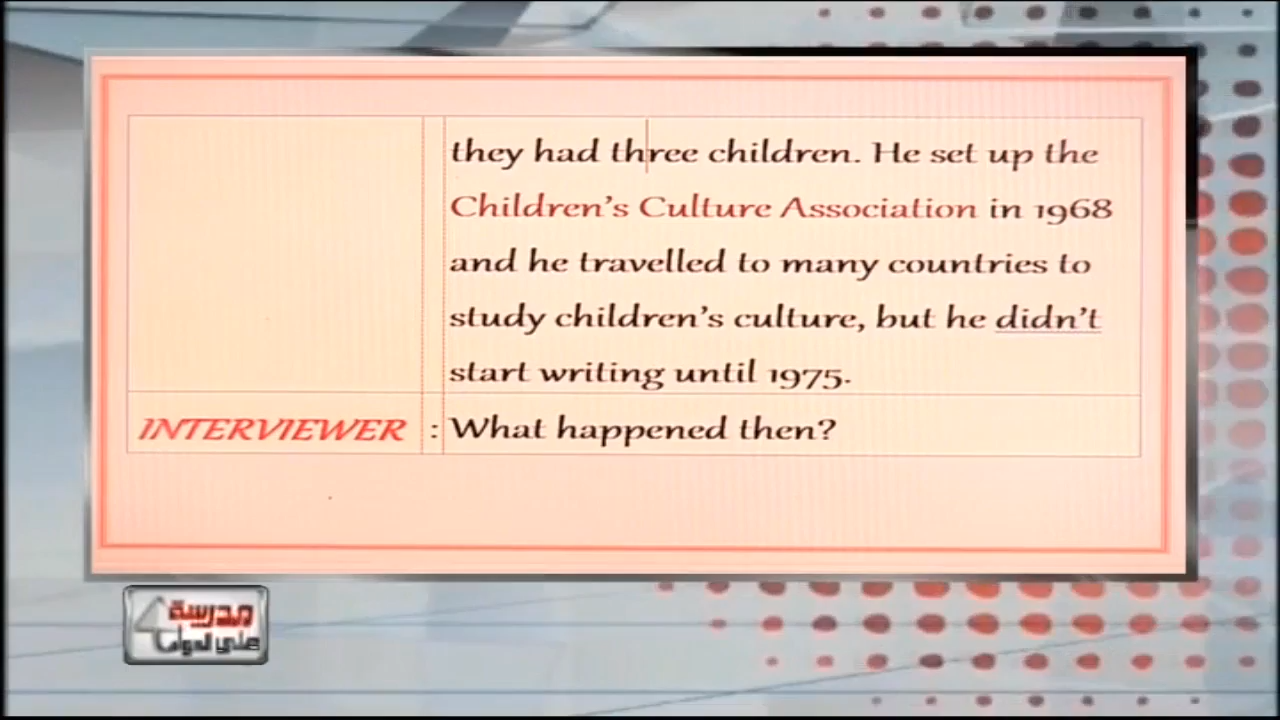 they had three children. He set up the
Children's Culture Association in 1968
and he travelled to many countries to
study children's culture, but he didn't
start writing until 1975.
INTERVIEWER : What happened then?
مدرسة
على الهواء